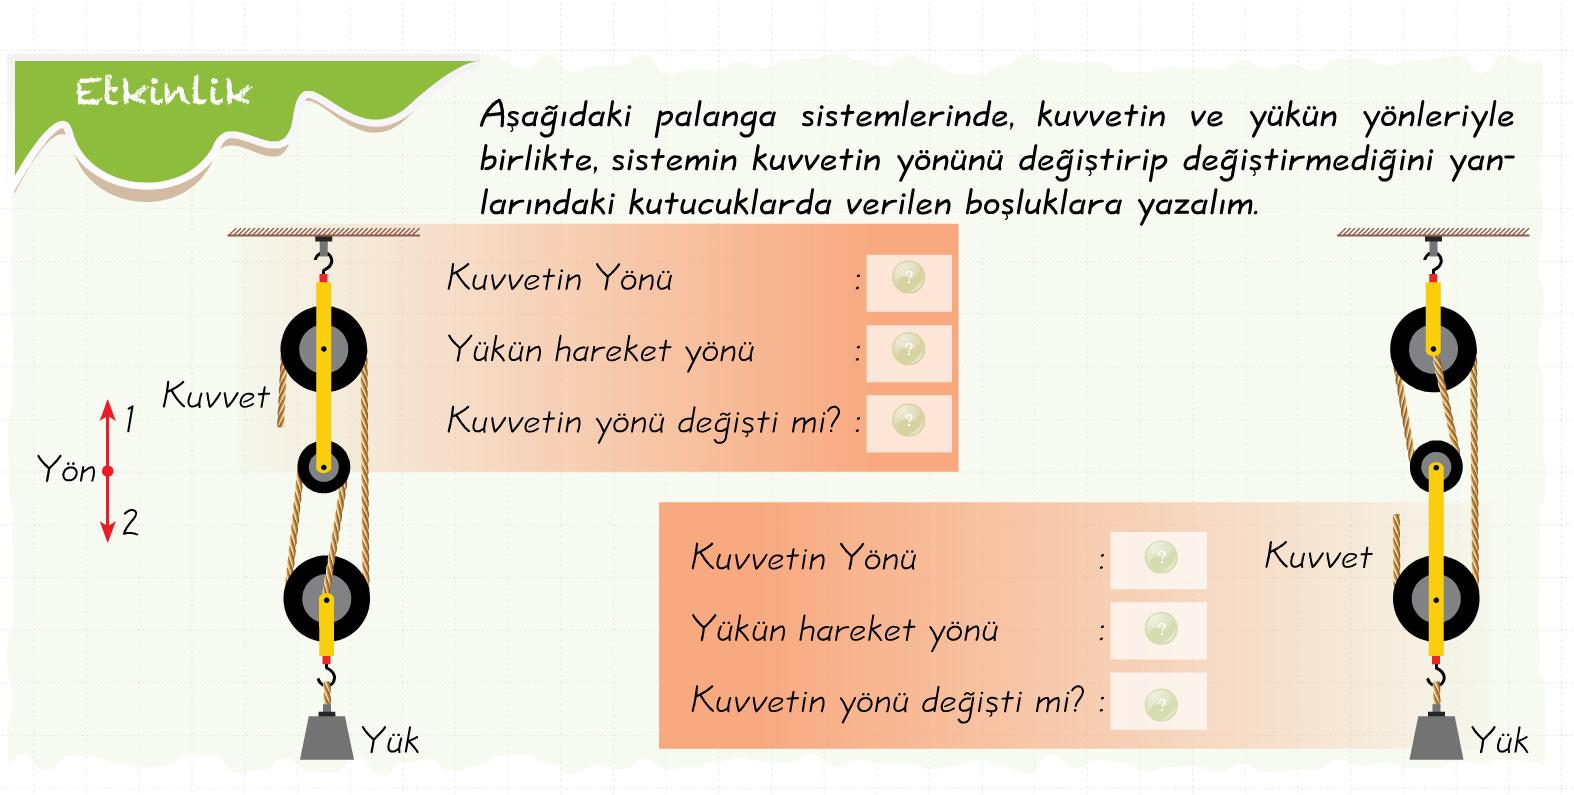 Etkinlik
Aşağıdaki palanga sistemlerinde, kuvvetin ve yükün yönleriyle
birlikte, sistemin kuvvetin yönünü değiştirip değiştirmediğini yan-
larındaki kutucuklarda verilen boşluklara yazalım.
Kuvvetin Yönü : ?
Yükün hareket yönü : ?
Kuvvetin yönü değişti mi? : ?
Kuvvet
1
Yön
2
Yük
Kuvvetin Yönü : ?
Yükün hareket yönü : ?
Kuvvetin yönü değişti mi? : ?
Kuvvet
Yük